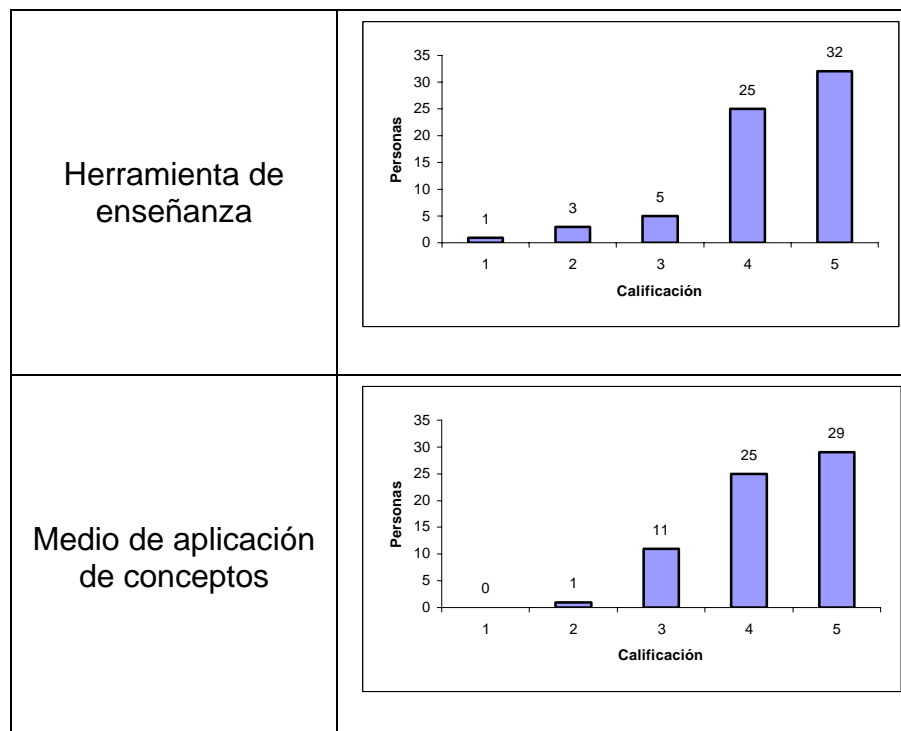 Herramienta de
enseñanza
35
30
25
20
15
10
5
0
Personas
1
3
5
25
32
1 2 3 4 5
Calificación
Medio de aplicación
de conceptos
35
30
25
20
15
10
5
0
Personas
0
1
11
25
29
1 2 3 4 5
Calificación